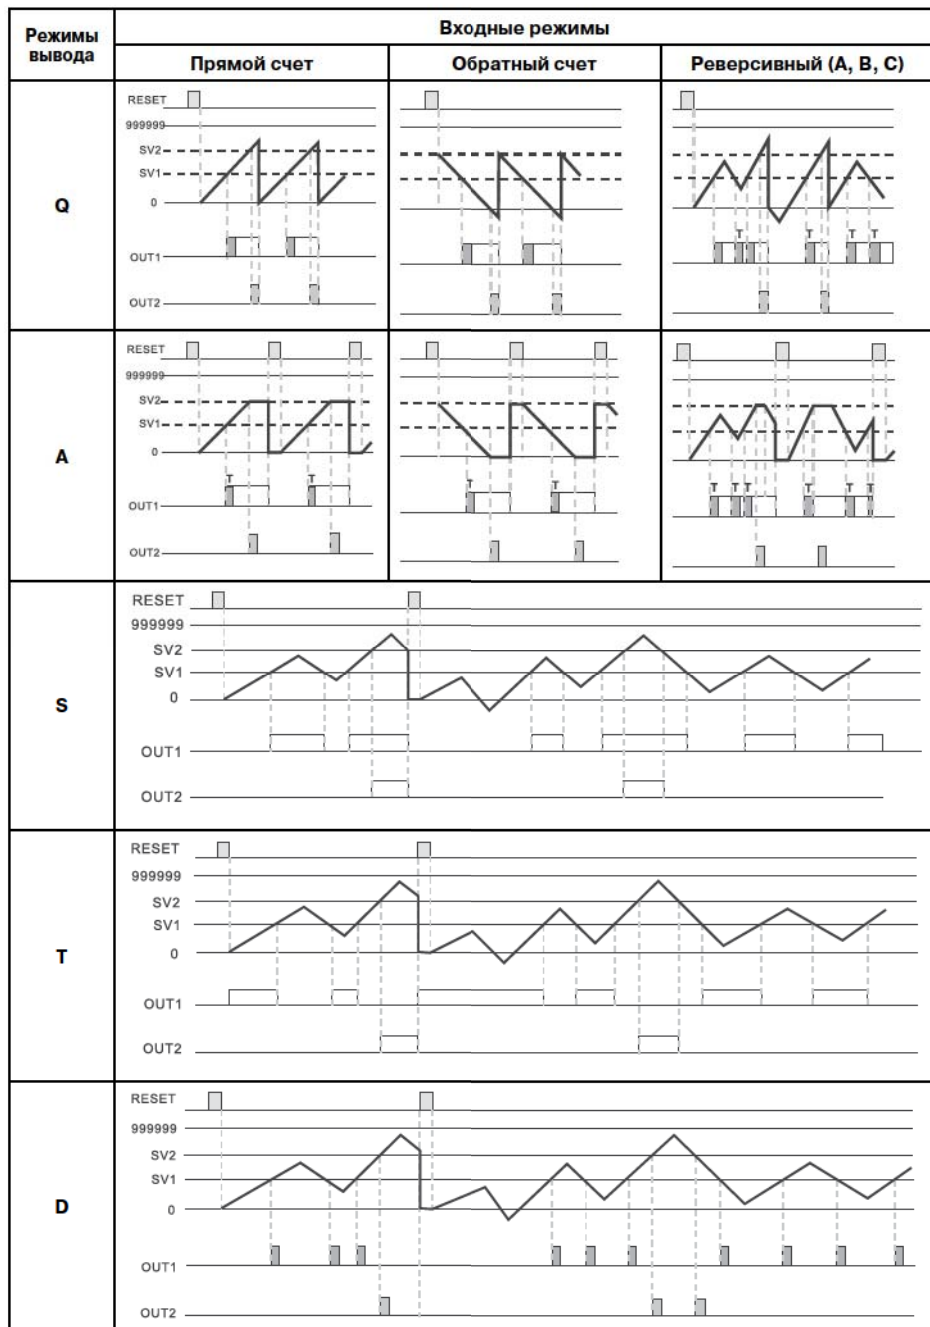 Режимы вывода
Входные режимы
Прямой счет
Обратный счет
Реверсивный (A, B, C)
Q
RESET
999999
SV2
SV1
0
OUT1
OUT2
T
T
T
T
A
RESET
999999
SV2
SV1
0
T
T
OUT1
OUT2
T
T
T
T
T
T
T
T
S
RESET
999999
SV2
SV1
0
OUT1
OUT2
T
RESET
999999
SV2
SV1
0
OUT1
OUT2
D
RESET
999999
SV2
SV1
0
OUT1
OUT2